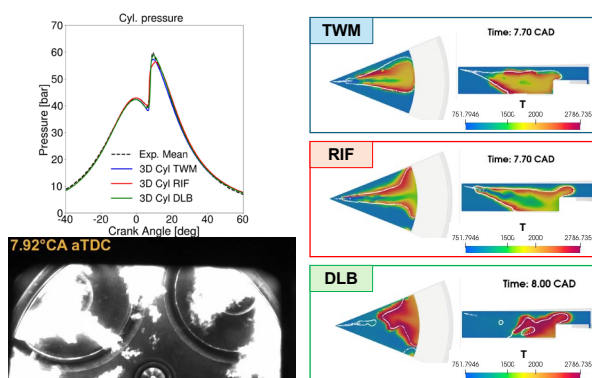 Cyl. pressure
70
60
50
40
30
20
10
0
Pressure [bar]
Exp. Mean
3D Cyl TWM
3D Cyl RIF
3D Cyl DLB
-40 -20 0 20 40 60
Crank Angle [deg]
7.92°CA aTDC
TWM
Time: 7.70 CAD
T
751.7946 1500 2000 2786.735
RIF
Time: 7.70 CAD
T
751.7946 1500 2000 2786.735
DLB
Time: 8.00 CAD
T
751.7946 1500 2000 2786.735